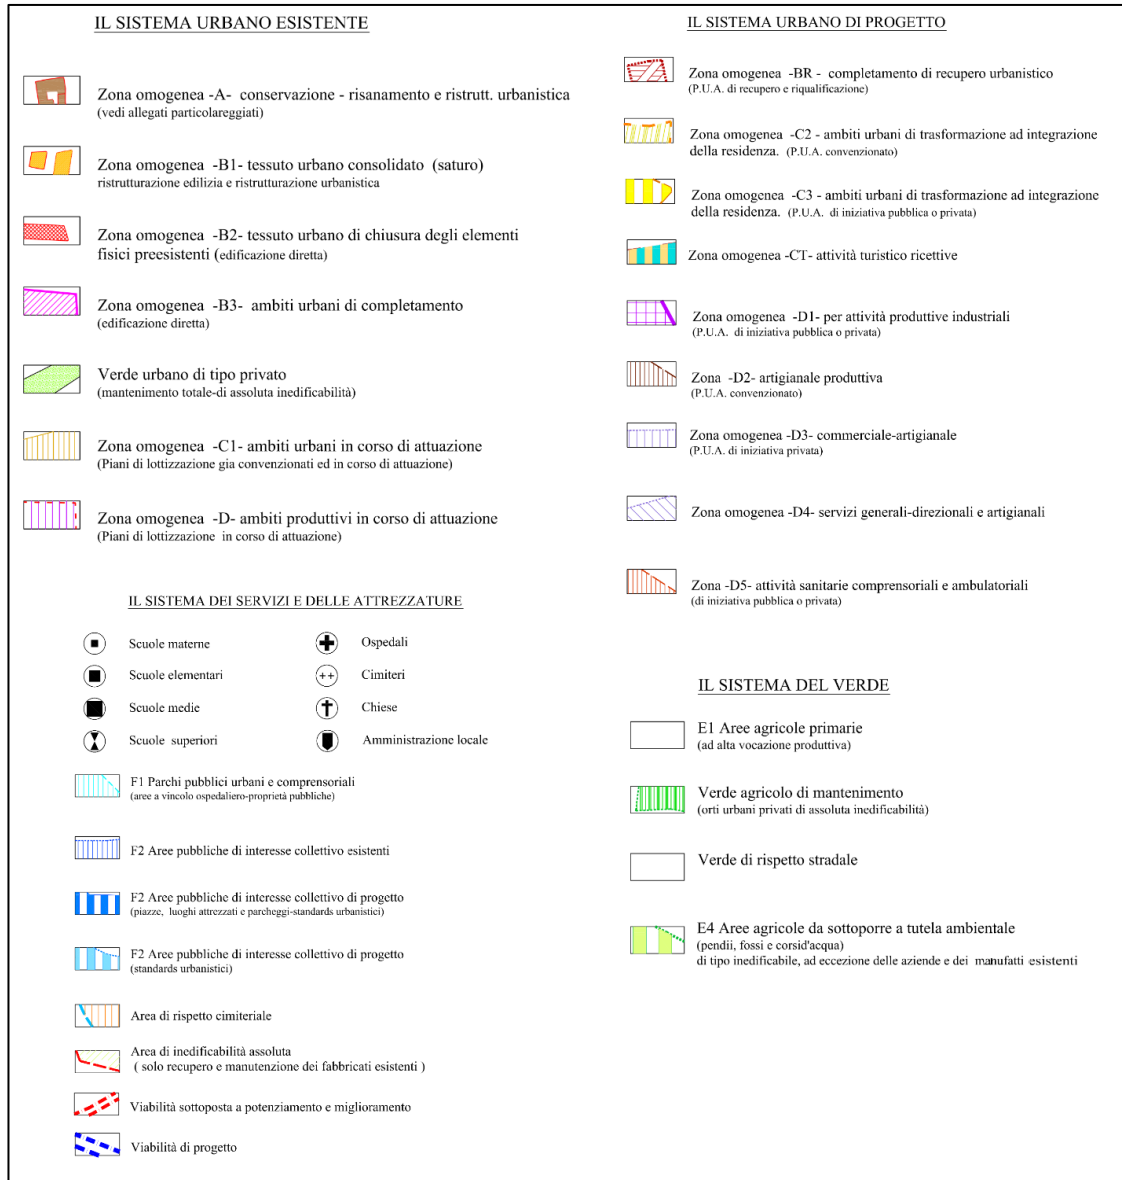 IL SISTEMA URBANO ESISTENTE
Zona omogenea -A- conservazione - risanamento e ristrutt. urbanistica
(vedi allegati particolareggiati)
Zona omogenea -B1- tessuto urbano consolidato (saturo)
ristrutturazione edilizia e ristrutturazione urbanistica
Zona omogenea -B2- tessuto urbano di chiusura degli elementi
fisici preesistenti (edificazione diretta)
Zona omogenea -B3- ambiti urbani di completamento
(edificazione diretta)
Verde urbano di tipo privato
(mantenimento totale-di assoluta inedificabilità)
Zona omogenea -C1- ambiti urbani in corso di attuazione
(Piani di lottizzazione gia convenzionati ed in corso di attuazione)
Zona omogenea -D- ambiti produttivi in corso di attuazione
(Piani di lottizzazione in corso di attuazione)
IL SISTEMA DEI SERVIZI E DELLE ATTREZZATURE
Scuole materne
Scuole elementari
Scuole medie
Scuole superiori
Ospedali
Cimiteri
Chiese
Amministrazione locale
F1 Parchi pubblici urbani e comprensoriali
(aree a vincolo ospedaliero-proprietà pubbliche)
F2 Aree pubbliche di interesse collettivo esistenti
F2 Aree pubbliche di interesse collettivo di progetto
(piazze, luoghi attrezzati e parcheggi-standards urbanistici)
F2 Aree pubbliche di interesse collettivo di progetto
(standards urbanistici)
Area di rispetto cimiteriale
Area di inedificabilità assoluta
( solo recupero e manutenzione dei fabbricati esistenti )
Viabilità sottoposta a potenziamento e miglioramento
Viabilità di progetto
IL SISTEMA URBANO DI PROGETTO
Zona omogenea -BR - completamento di recupero urbanistico
(P.U.A. di recupero e riqualificazione)
Zona omogenea -C2 - ambiti urbani di trasformazione ad integrazione
della residenza. (P.U.A. convenzionato)
Zona omogenea -C3 - ambiti urbani di trasformazione ad integrazione
della residenza. (P.U.A. di iniziativa pubblica o privata)
Zona omogenea -CT- attività turistico ricettive
Zona omogenea -D1- per attività produttive industriali
(P.U.A. di iniziativa pubblica o privata)
Zona -D2- artigianale produttiva
(P.U.A. convenzionato)
Zona omogenea -D3- commerciale-artigianale
(P.U.A. di iniziativa privata)
Zona omogenea -D4- servizi generali-direzionali e artigianali
Zona -D5- attività sanitarie comprensoriali e ambulatoriali
(di iniziativa pubblica o privata)
IL SISTEMA DEL VERDE
E1 Aree agricole primarie
(ad alta vocazione produttiva)
Verde agricolo di mantenimento
(orti urbani privati di assoluta inedificabilità)
Verde di rispetto stradale
E4 Aree agricole da sottoporre a tutela ambientale
(pendii, fossi e corsid'acqua)
di tipo inedificabile, ad eccezione delle aziende e dei manufatti esistenti